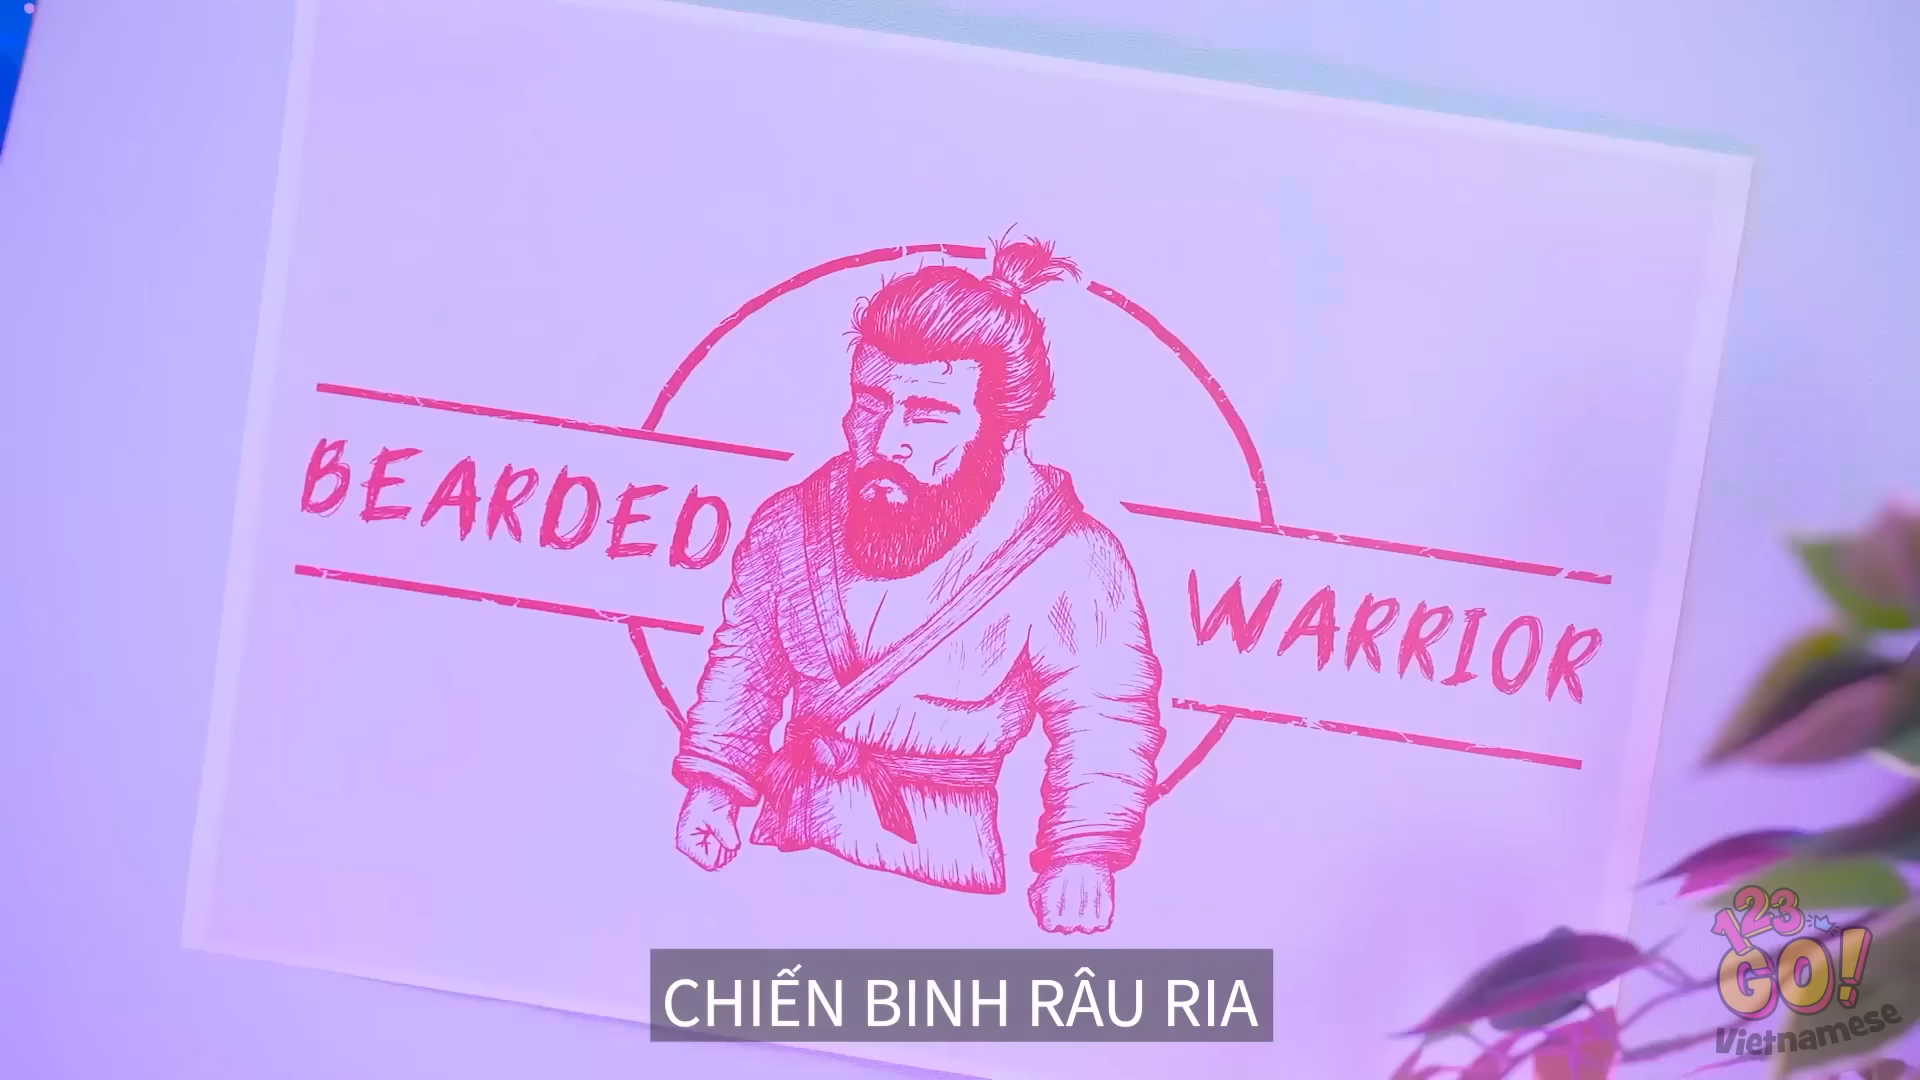 BEARDED
WARRIOR
CHIẾN BINH RÂU RIA
123
GO!
Vietnamese